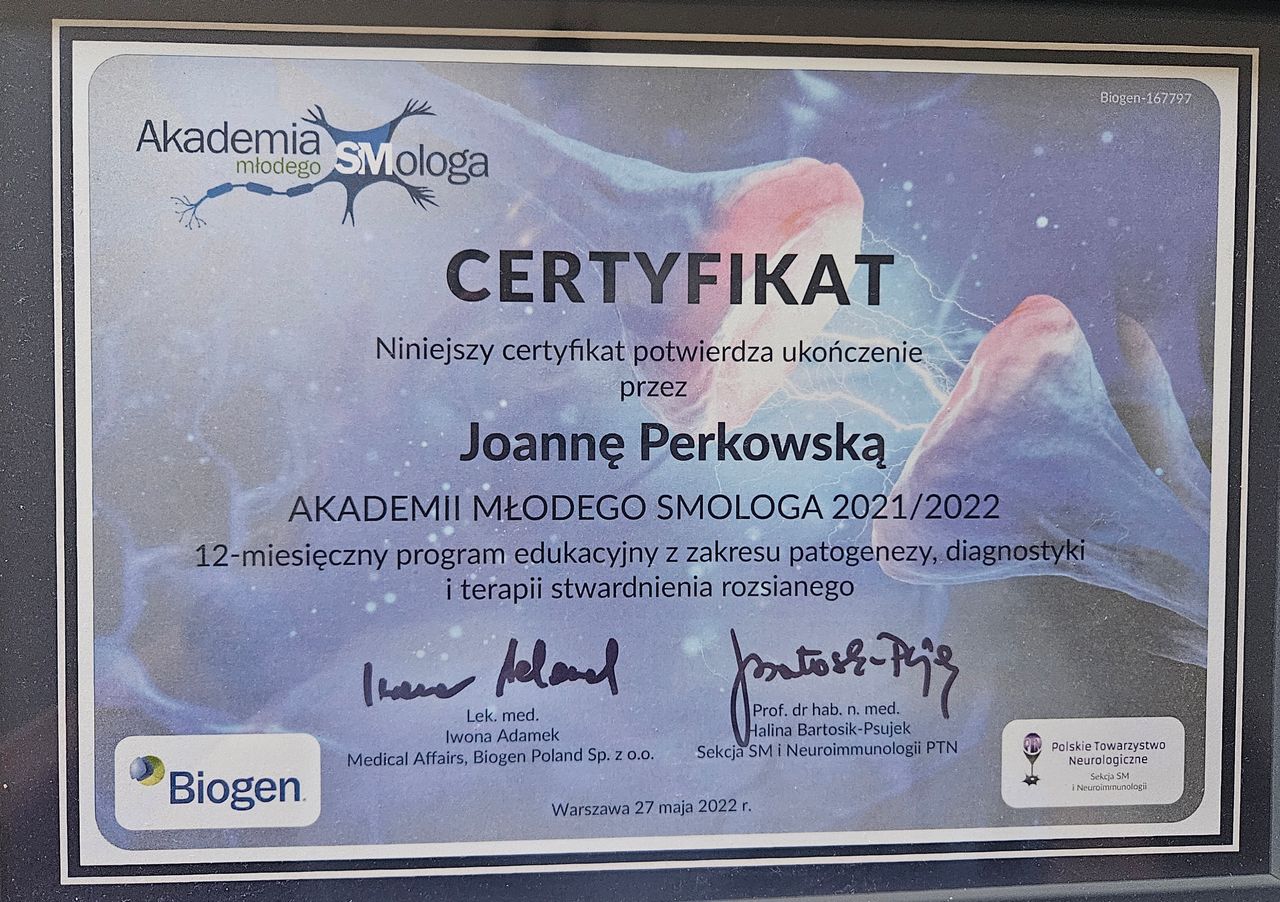 Biogen-167797
Akademia
młodego SMologa
CERTYFIKAT
Niniejszy certyfikat potwierdza ukończenie
przez
Joannę Perkowską
AKADEMII MŁODEGO SMOLOGA 2021/2022
12-miesięczny program edukacyjny z zakresu patogenezy, diagnostyki
i terapii stwardnienia rozsianego
Lek. med.
Iwona Adamek
Medical Affairs, Biogen Poland Sp. z o.o.
Prof. dr hab. n. med.
Halina Bartosik-Psujek
Sekcja SM i Neuroimmunologii PTN
Biogen
Polskie Towarzystwo
Neurologiczne
Sekcja SM
i Neuroimmunologii
Warszawa 27 maja 2022 r.